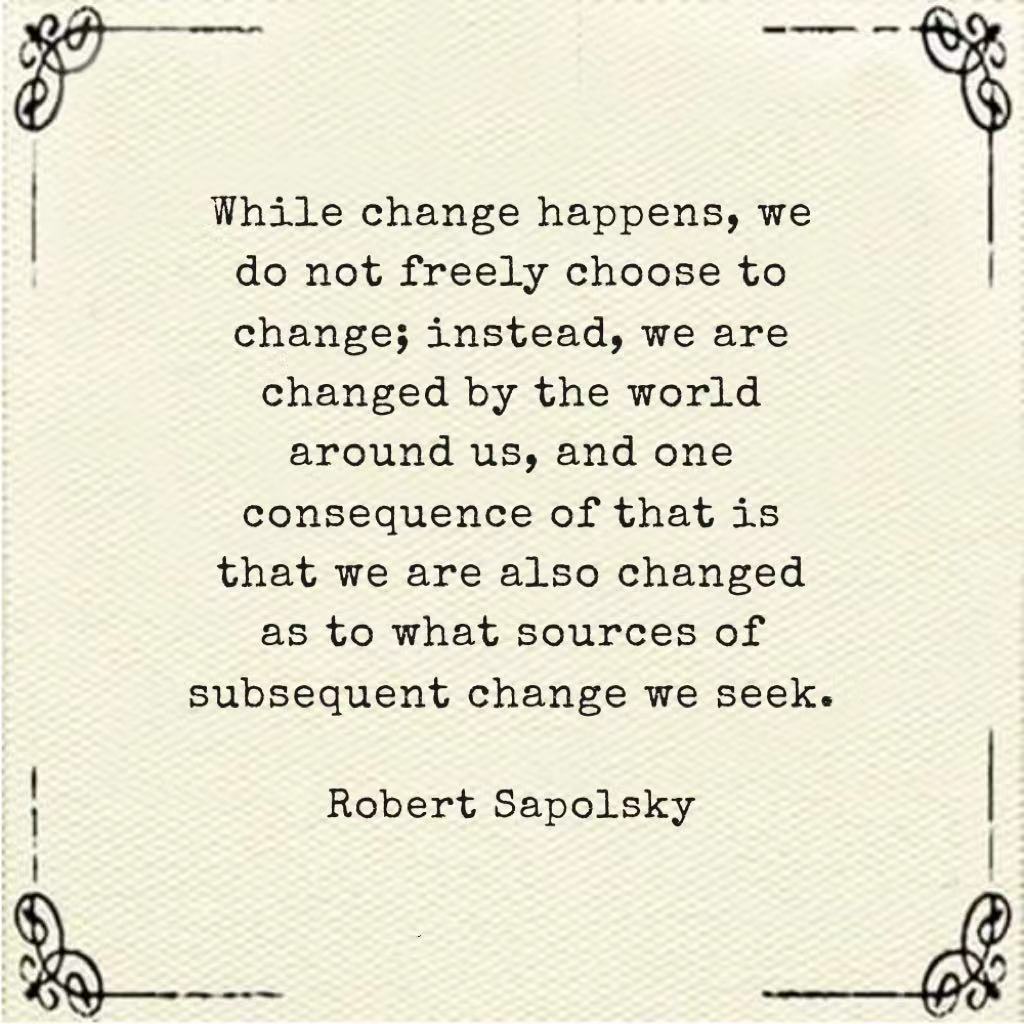 While change happens, we
do not freely choose to
change; instead, we are
changed by the world
around us, and one
consequence of that is
that we are also changed
as to what sources of
subsequent change we seek.
Robert Sapolsky